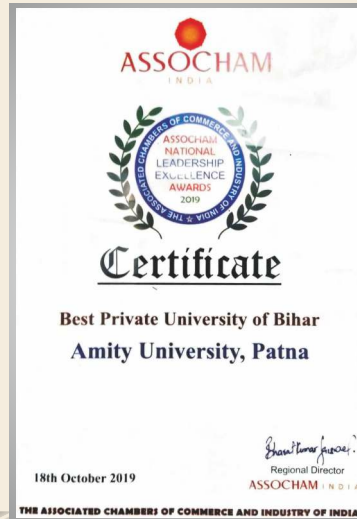 ASSOCHAM
INDIA
THE ASSOCIATED CHAMBERS OF COMMERCE AND INDUSTRY OF INDIA
ASSOCHAM
NATIONAL
LEADERSHIP
EXCELLENCE
AWARDS
2019
Certificate
Best Private University of Bihar
Amity University, Patna
18th October 2019
Regional Director
ASSOCHAM INDIA
THE ASSOCIATED CHAMBERS OF COMMERCE AND INDUSTRY OF INDIA